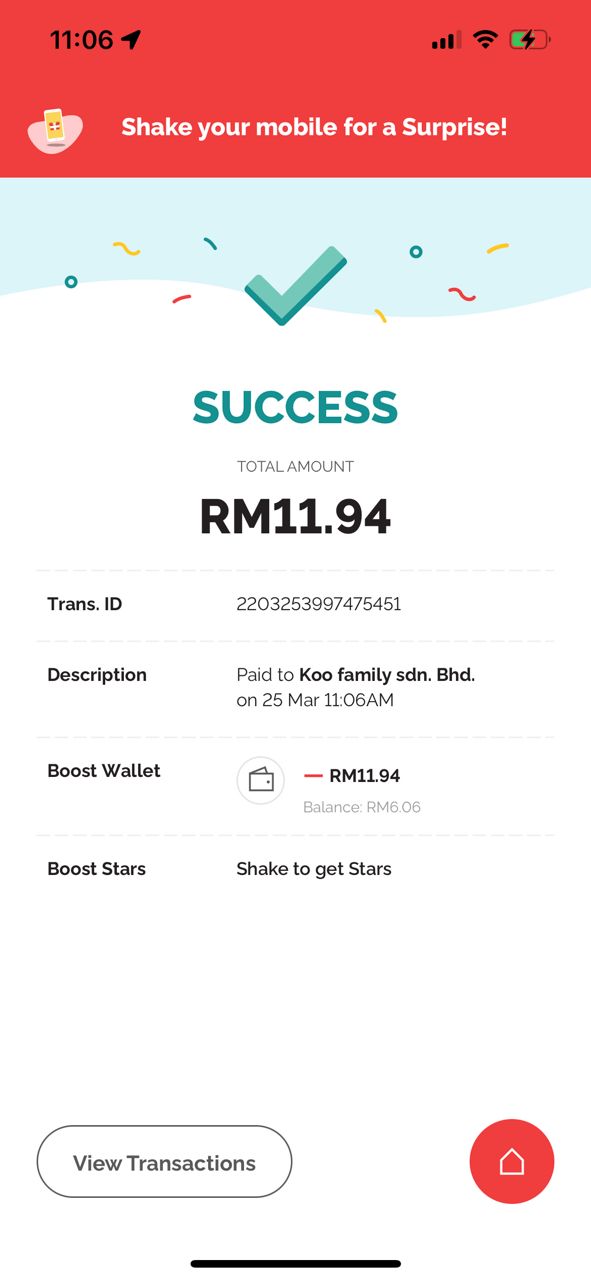 11:06
Shake your mobile for a Surprise!
SUCCESS
TOTAL AMOUNT
RM11.94
Trans. ID 2203253997475451
Description Paid to Koo family sdn. Bhd.
on 25 Mar 11:06AM
Boost Wallet — RM11.94
Balance: RM6.06
Boost Stars Shake to get Stars
View Transactions